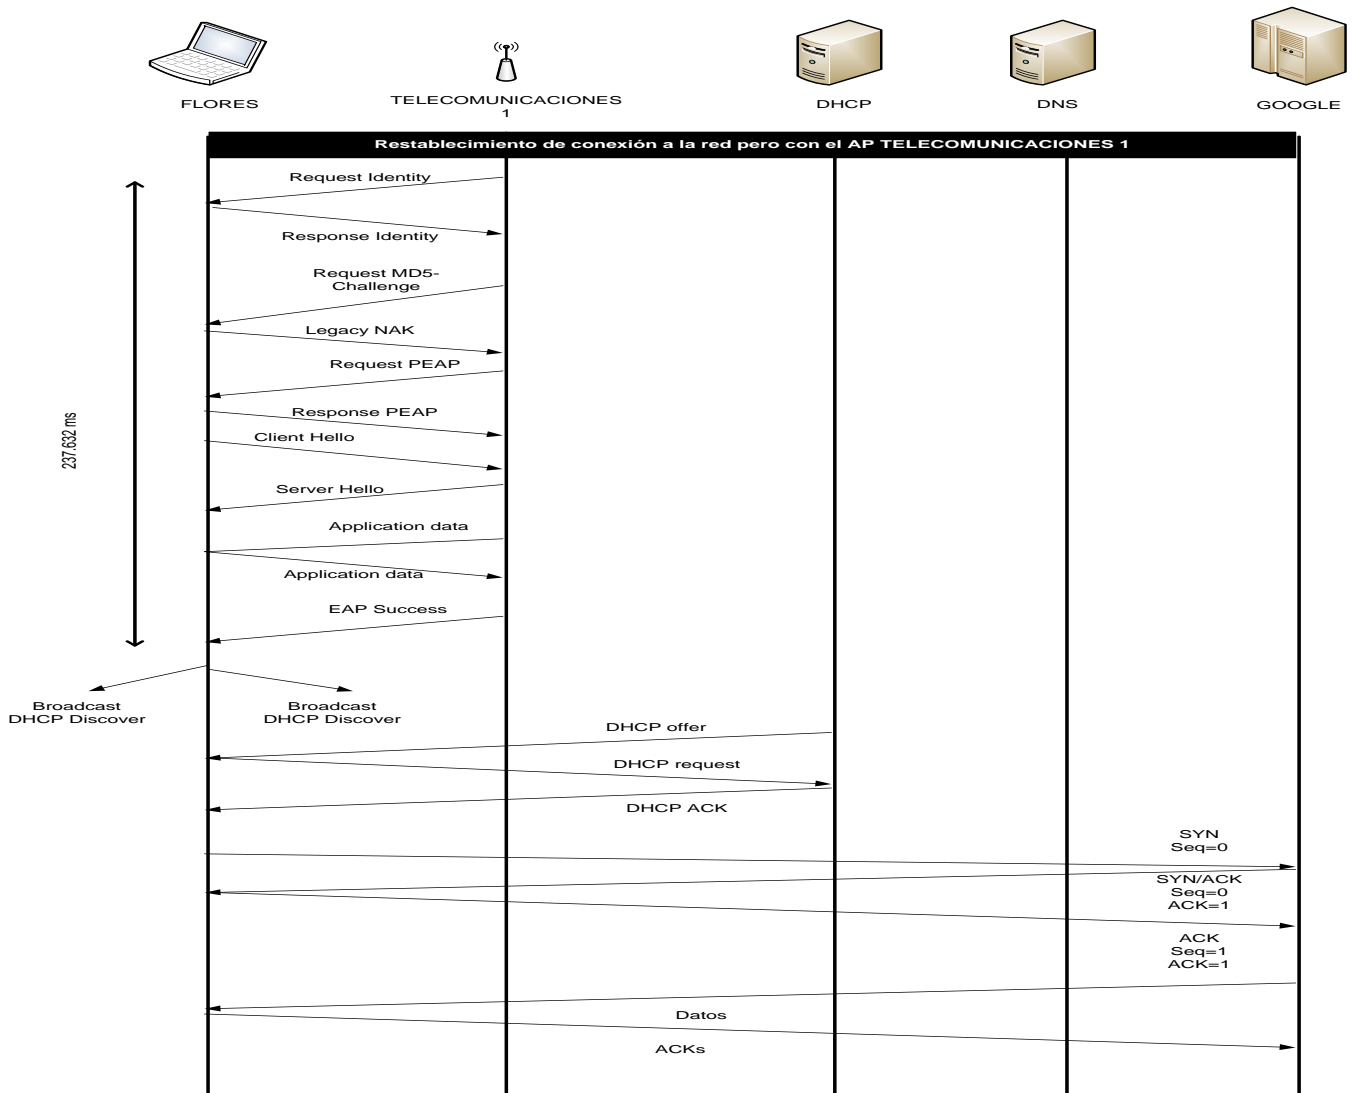 FLORES
TELECOMUNICACIONES
1
DHCP
DNS
GOOGLE
Restablecimiento de conexión a la red pero con el AP TELECOMUNICACIONES 1
Request Identity
Response Identity
Request MD5-
Challenge
Legacy NAK
Request PEAP
Response PEAP
Client Hello
237.632 ms
Server Hello
Application data
Application data
EAP Success
Broadcast
DHCP Discover
Broadcast
DHCP Discover
DHCP offer
DHCP request
DHCP ACK
SYN
Seq=0
SYN/ACK
Seq=0
ACK=1
ACK
Seq=1
ACK=1
Datos
ACKs